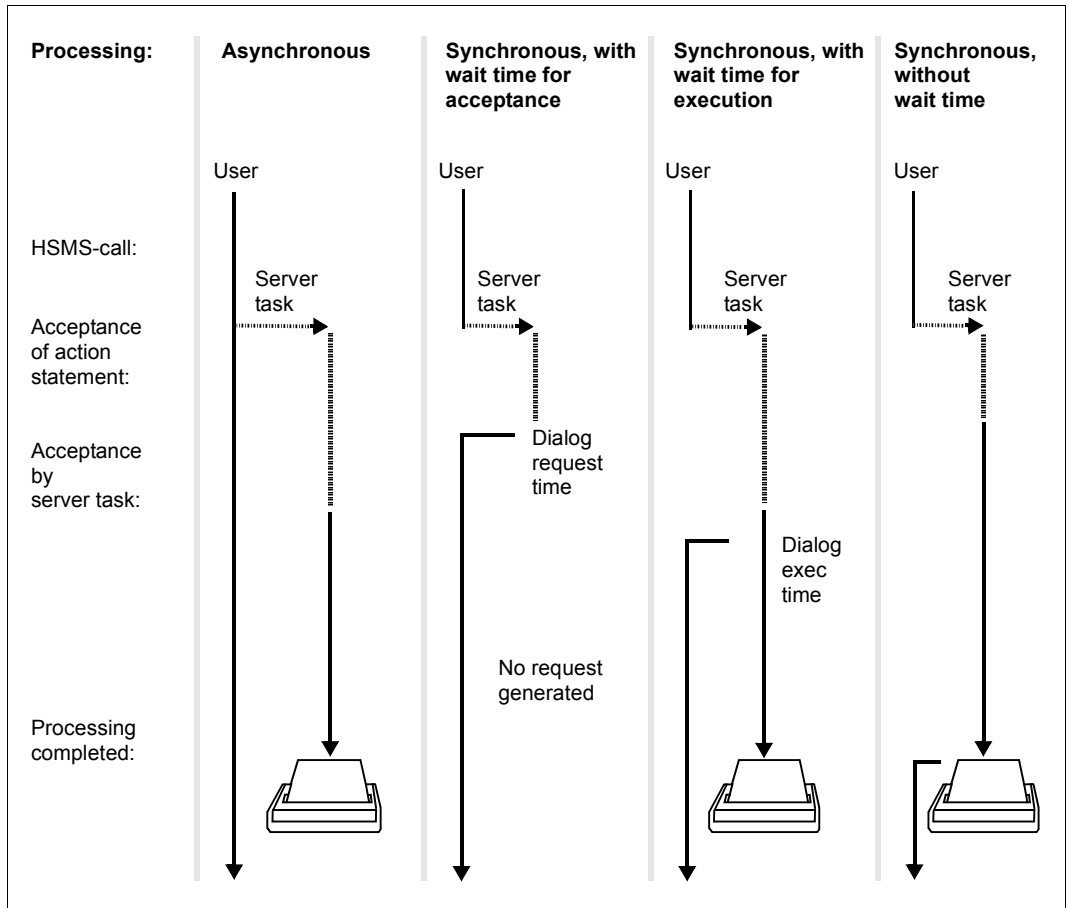 Processing:
Asynchronous
Synchronous, with
wait time for
acceptance
Synchronous, with
wait time for
execution
Synchronous,
without
wait time
User
User
User
User
HSMS-call:
Server
task
Server
task
Server
task
Server
task
Acceptance
of action
statement:
Acceptance
by
server task:
Dialog
request
time
Dialog
exec
time
No request
generated
Processing
completed: